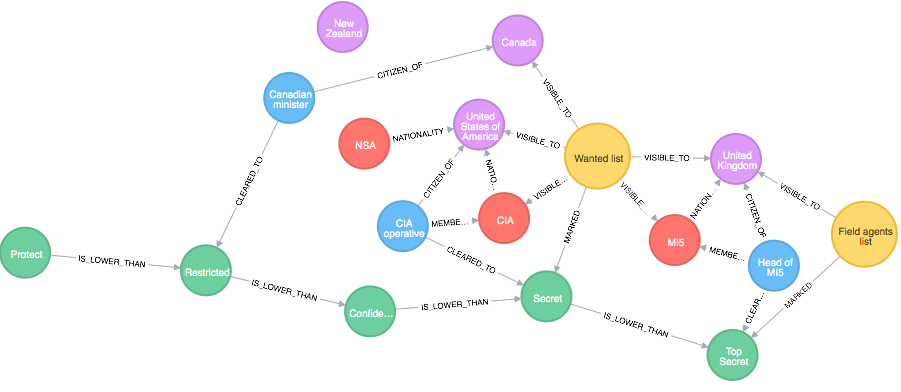 New
Zealand
Canada
CITIZEN_OF
Canadian
minister
VISIBLE_TO
United
States of
America
NSA
NATIONALITY
VISIBLE_TO
Wanted list
VISIBLE_TO
United
Kingdom
CLEARED_TO
CITIZEN_OF
NATIO...
VISIBLE...
VISIBLE...
NATION...
CITIZEN_OF
VISIBLE_TO
CIA
operative
MEMBE...
CIA
MARKED
MI5
MEMBE...
Field agents
list
Protect
IS_LOWER_THAN
Restricted
CLEARED_TO
Head of
MI5
IS_LOWER_THAN
Confide...
IS_LOWER_THAN
Secret
CLEAR...
MARKED
IS_LOWER_THAN
Top
Secret